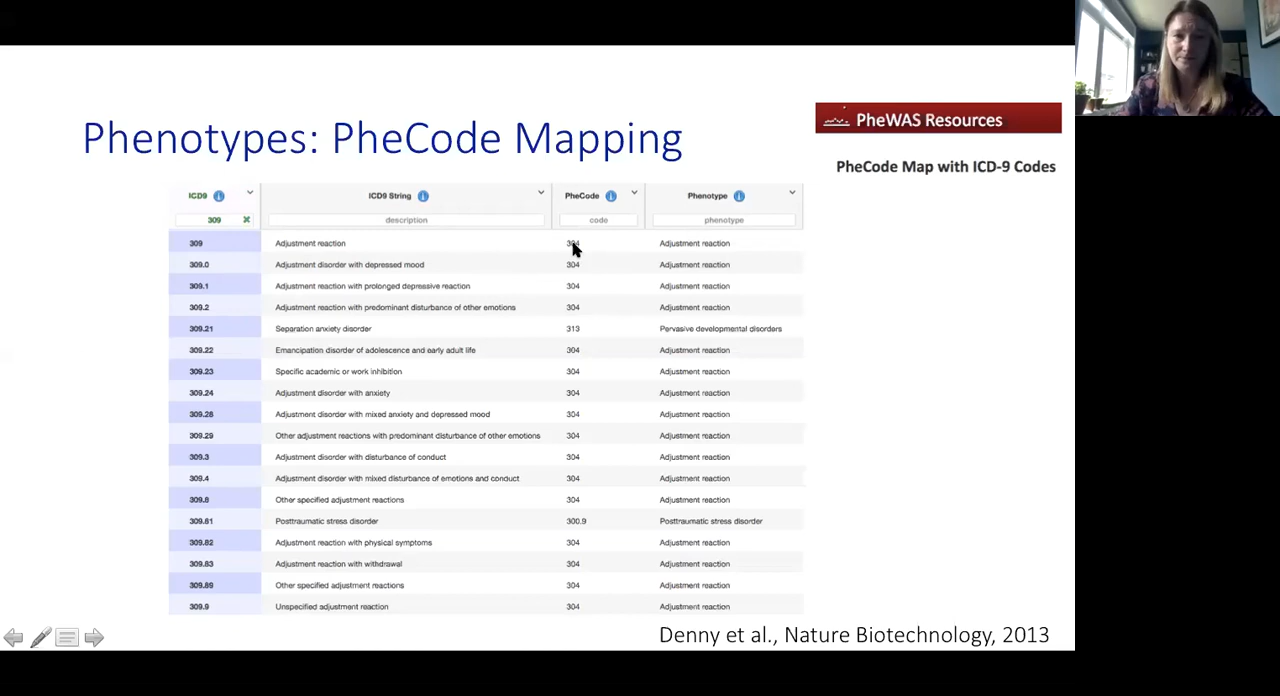 Phenotypes: PheCode Mapping
PheWAS Resources
PheCode Map with ICD-9 Codes
ICD9 ICD9 String PheCode Phenotype
309 description code phenotype
309 Adjustment reaction 304 Adjustment reaction
309.0 Adjustment disorder with depressed mood 304 Adjustment reaction
309.1 Adjustment reaction with prolonged depressive reaction 304 Adjustment reaction
309.2 Adjustment reaction with predominant disturbance of other emotions 304 Adjustment reaction
309.21 Separation anxiety disorder 313 Pervasive developmental disorders
309.22 Emancipation disorder of adolescence and early adult life 304 Adjustment reaction
309.23 Specific academic or work inhibition 304 Adjustment reaction
309.24 Adjustment disorder with anxiety 304 Adjustment reaction
309.28 Adjustment disorder with mixed anxiety and depressed mood 304 Adjustment reaction
309.29 Other adjustment reactions with predominant disturbance of other emotions 304 Adjustment reaction
309.3 Adjustment disorder with disturbance of conduct 304 Adjustment reaction
309.4 Adjustment disorder with mixed disturbance of emotions and conduct 304 Adjustment reaction
309.8 Other specified adjustment reactions 304 Adjustment reaction
309.81 Posttraumatic stress disorder 300.9 Posttraumatic stress disorder
309.82 Adjustment reaction with physical symptoms 304 Adjustment reaction
309.83 Adjustment reaction with withdrawal 304 Adjustment reaction
309.89 Other specified adjustment reactions 304 Adjustment reaction
309.9 Unspecified adjustment reaction 304 Adjustment reaction
Denny et al., Nature Biotechnology, 2013